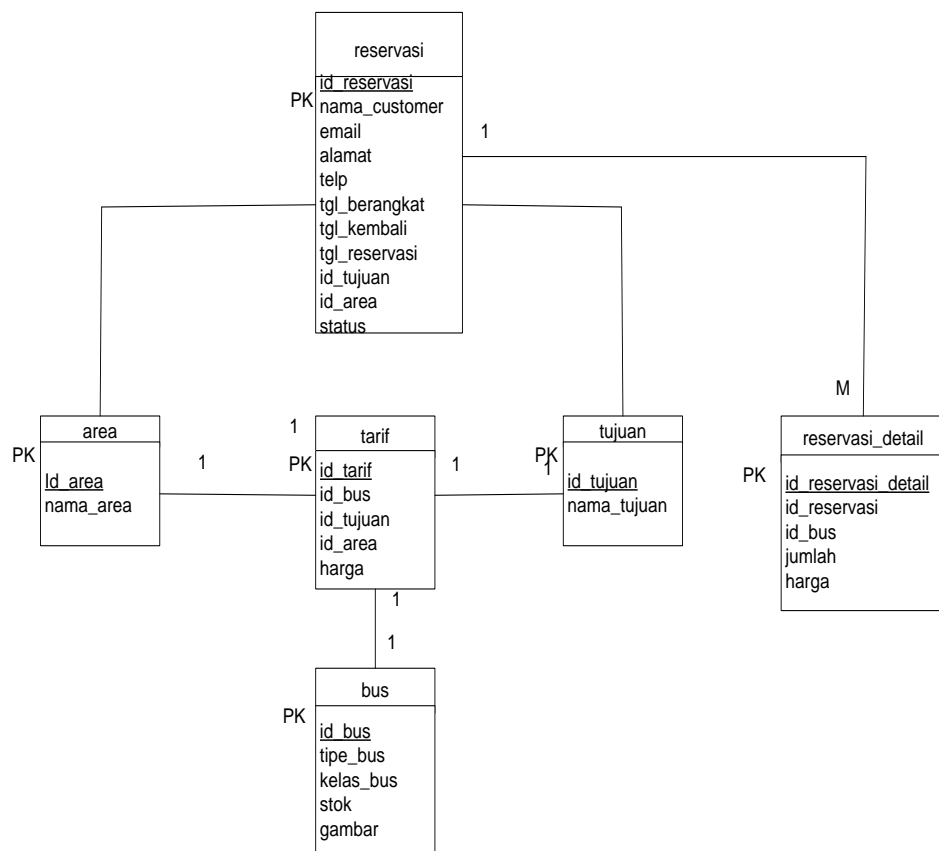 reservasi
PK
id_reservasi
nama_customer
email
alamat
telp
tgl_berangkat
tgl_kembali
tgl_reservasi
id_tujuan
id_area
status
1
M
area
PK
Id_area
nama_area
1
1
tarif
PK
id_tarif
id_bus
id_tujuan
id_area
harga
1
1
tujuan
PK
id_tujuan
nama_tujuan
reservasi_detail
PK
id_reservasi_detail
id_reservasi
id_bus
jumlah
harga
1
1
bus
PK
id_bus
tipe_bus
kelas_bus
stok
gambar